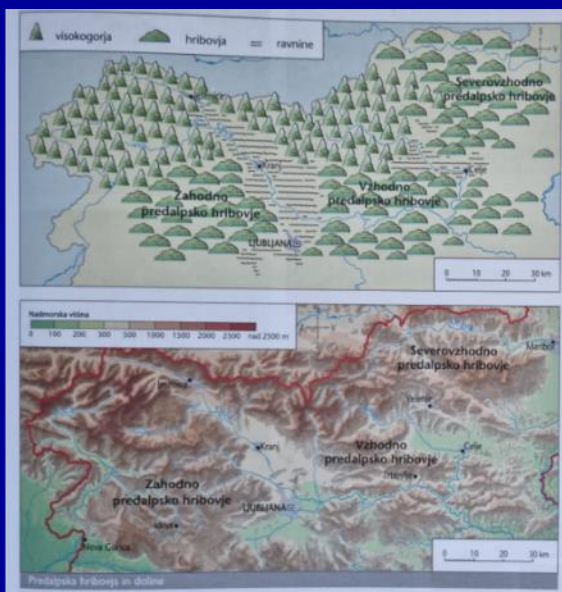 visokogorja
hribovja
ravnine
Severovzhodno
predalpsko hribovje
Kranj
Celje
Zahodno
predalpsko hribovje
Vzhodno
predalpsko hribovje
LJUBLJANA
0 10 20 30 km
Nadmorska višina
0 100 200 300 500 1000 1500 2000 2500 nad 2500 m
Severovzhodno
predalpsko hribovje
Maribor
Velenje
Jesenice
Kranj
Vzhodno
predalpsko hribovje
Celje
Trbovlje
Zahodno
predalpsko hribovje
LJUBLJANA
Idrija
Nova Gorica
0 10 20 30 km
Predalpska hribovja in doline